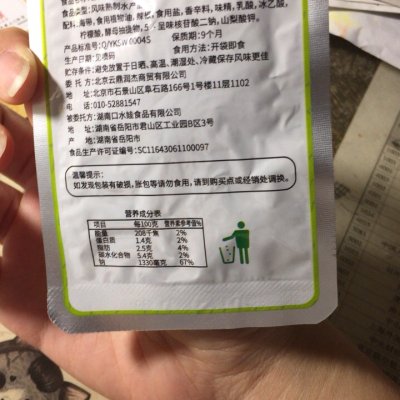 食品类型:风味熟制水产
配料:海带,食用植物油,辣椒,食用盐,香辛料,味精,乳酸,冰乙酸,
柠檬酸,酵母抽提物,5'-呈味核苷酸二钠,山梨酸钾。
产品标准号:Q/YKSW 0004S 保质期:9个月
生产日期:见喷码 食用方式:开袋即食
贮存条件:避免放置于日晒、高温、潮湿处、冷藏保存风味更佳
委 托 方:北京云鼎润杰商贸有限公司
地 址:北京市石景山区阜石路166号1号楼11层1102
电 话:010-52881547
被委托方:湖南口水娃食品有限公司
地 址:湖南省岳阳市君山区工业园B区3号
产 地:湖南省岳阳市
食品生产许可证编号:SC11643061100097
温馨提示:
如发现包装有破损,胀包等请勿食用,请到购买点或经销处调换。
营养成分表
项目 每100克 营养素参考值%
能量 208千焦 2%
蛋白质 1.4克 2%
脂肪 2.5克 4%
碳水化合物 5.4克 2%
钠 1330毫克 67%